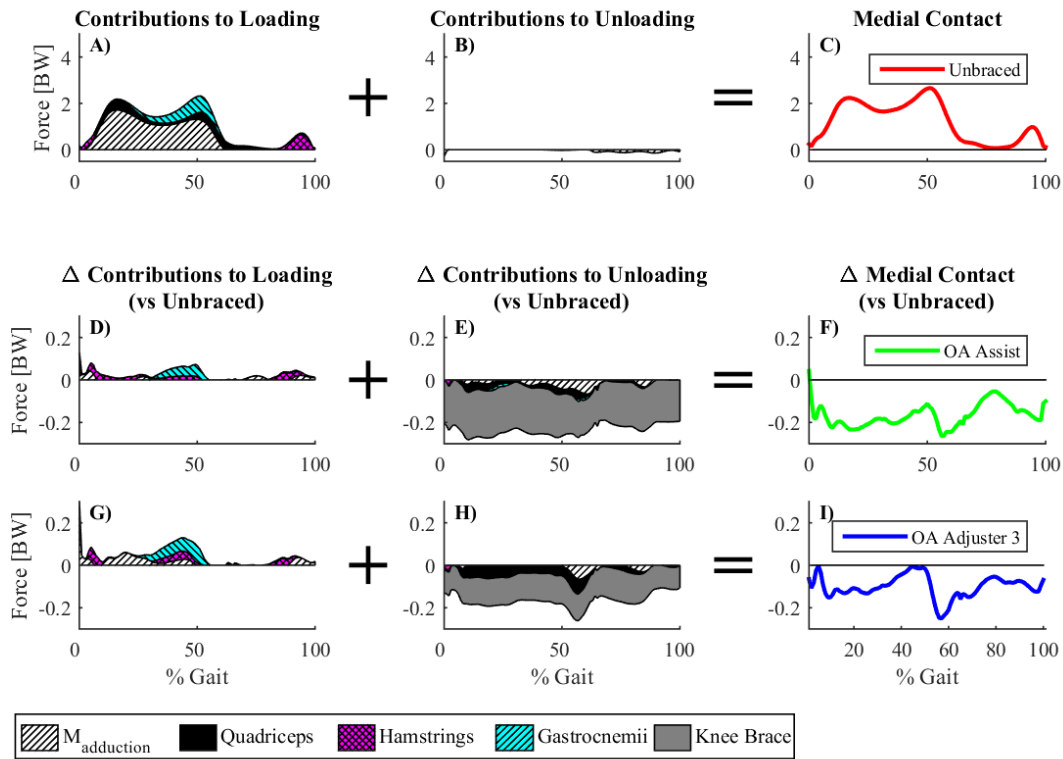 Contributions to Loading
Contributions to Unloading
Medial Contact
A)
B)
C)
Unbraced
Force [BW]
4
2
0
4
2
0
4
2
0
0
50
100
0
50
100
0
50
100
+
=
Δ Contributions to Loading
(vs Unbraced)
Δ Contributions to Unloading
(vs Unbraced)
Δ Medial Contact
(vs Unbraced)
D)
E)
F)
OA Assist
Force [BW]
0.2
0
-0.2
0.2
0
-0.2
0.2
0
-0.2
0
50
100
0
50
100
0
50
100
+
=
G)
H)
I)
OA Adjuster 3
Force [BW]
0.2
0
-0.2
0.2
0
-0.2
0.2
0
-0.2
0
50
100
0
50
100
20
40
60
80
100
+
=
% Gait
% Gait
% Gait
M adduction
Quadriceps
Hamstrings
Gastrocnemii
Knee Brace